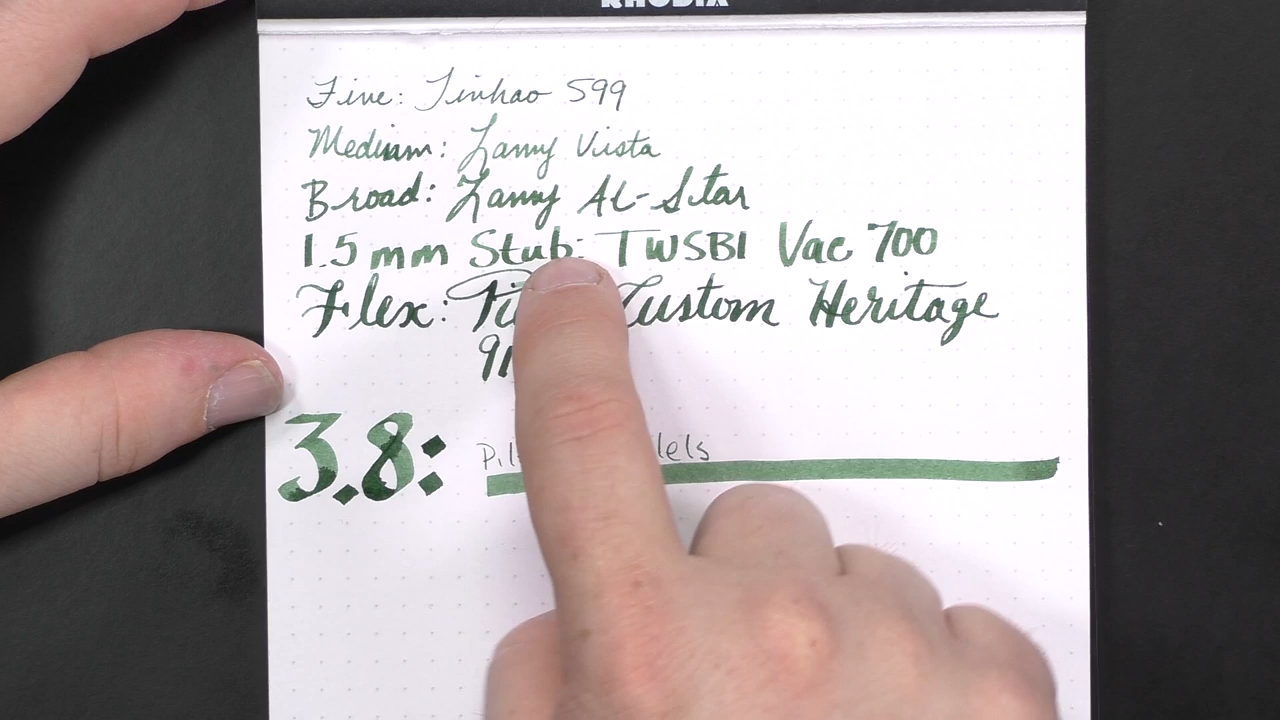 RHODIA
Fine: Jinhao 599
Medium: Lamy Vista
Broad: Lamy AL-Star
1.5 mm Stub: TWSBI Vac 700
Flex: Custom Heritage
3.8: